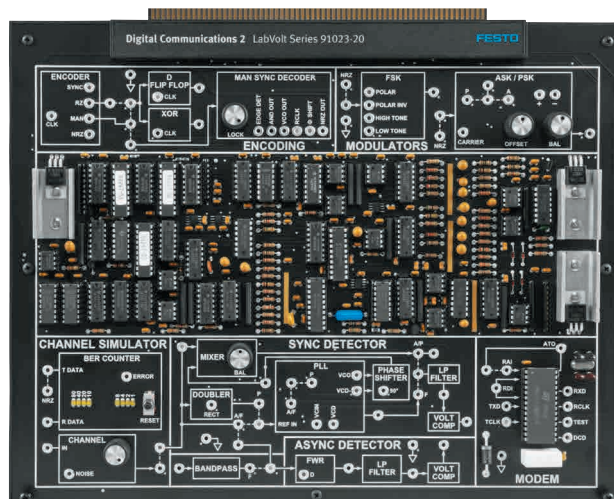 Digital Communications 2 LabVolt Series 91023-20
FESTO
ENCODER
SYNC
RZ
MAN
NRZ
CLK
D
FLIP FLOP
CLK
XOR
CLK
MAN SYNC DECODER
LOCK
EDGE DET
AND OUT
VCO OUT
RCLK
Φ SHIFT
NRZ OUT
ENCODING
NRZ
FSK
POLAR
POLAR INV
HIGH TONE
LOW TONE
MODULATORS
NRZ
ASK / PSK
P
A
+
–
CARRIER
OFFSET
BAL
CHANNEL SIMULATOR
BER COUNTER
T DATA
ERROR
NRZ
R DATA
RESET
CHANNEL
IN
NOISE
SYNC DETECTOR
MIXER
BAL
DOUBLER
RECT
A/F
P
REF IN
PLL
P
A/F
VCO
VCO
PHASE
SHIFTER
90°
A/P
F
LP
FILTER
VOLT
COMP
BANDPASS
F
A/F
ASYNC DETECTOR
FWR
D
LP
FILTER
VOLT
COMP
A/P
ATO
RAI
RDI
TXD
TCLK
RXD
RCLK
TEST
DCD
MODEM